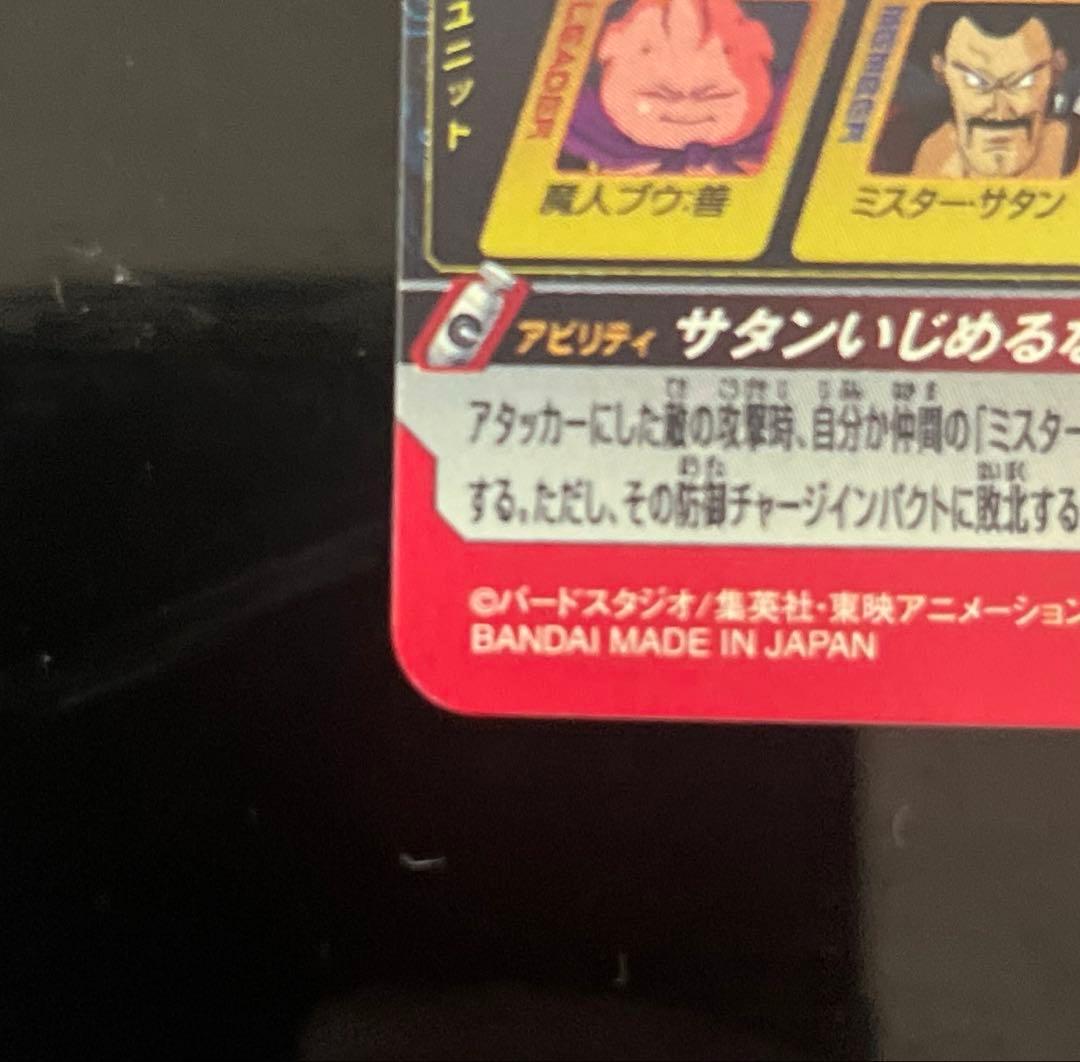 ユニット
LEADER
魔人ブウ:善
MEMBER
ミスター・サタン
アビリティ サタンいじめるな
アタッカーにした敵の攻撃時、自分か仲間の「ミスター
する。ただし、その防御チャージインパクトに敗北する
©バードスタジオ/集英社・東映アニメーション
BANDAI MADE IN JAPAN